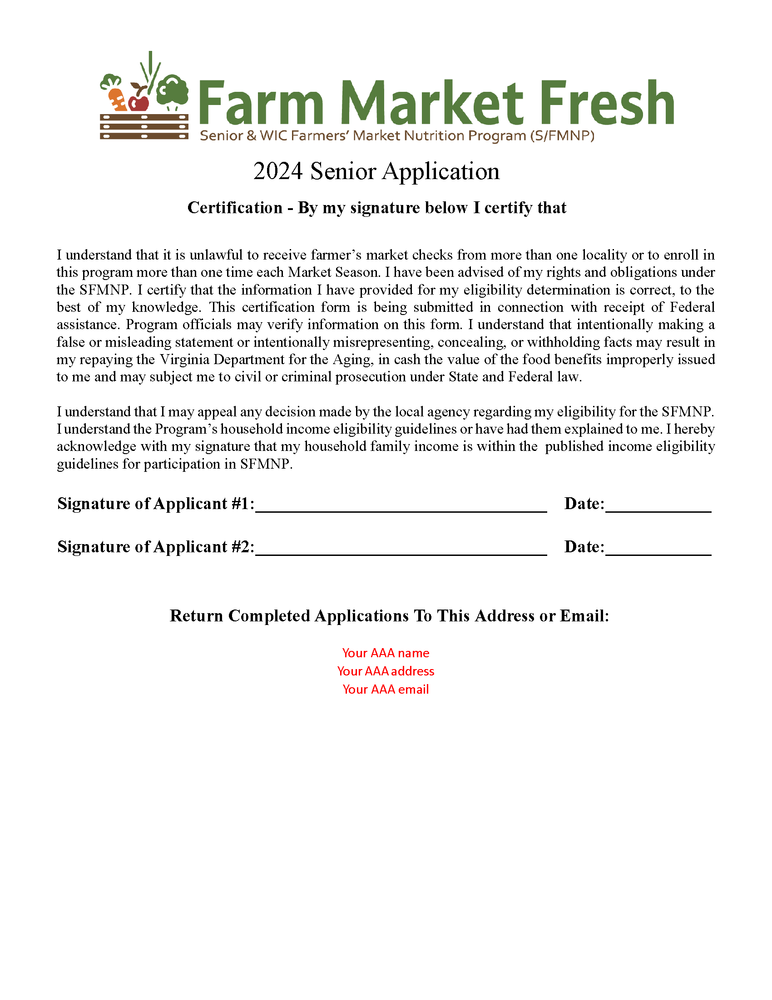 Farm Market Fresh
Senior & WIC Farmers’ Market Nutrition Program (S/FMNP)
2024 Senior Application
Certification - By my signature below I certify that
I understand that it is unlawful to receive farmer’s market checks from more than one locality or to enroll in
this program more than one time each Market Season. I have been advised of my rights and obligations under
the SFMNP. I certify that the information I have provided for my eligibility determination is correct, to the
best of my knowledge. This certification form is being submitted in connection with receipt of Federal
assistance. Program officials may verify information on this form. I understand that intentionally making a
false or misleading statement or intentionally misrepresenting, concealing, or withholding facts may result in
my repaying the Virginia Department for the Aging, in cash the value of the food benefits improperly issued
to me and may subject me to civil or criminal prosecution under State and Federal law.
I understand that I may appeal any decision made by the local agency regarding my eligibility for the SFMNP.
I understand the Program’s household income eligibility guidelines or have had them explained to me. I hereby
acknowledge with my signature that my household family income is within the published income eligibility
guidelines for participation in SFMNP.
Signature of Applicant #1:________________________________ Date:____________
Signature of Applicant #2:________________________________ Date:____________
Return Completed Applications To This Address or Email:
Your AAA name
Your AAA address
Your AAA email